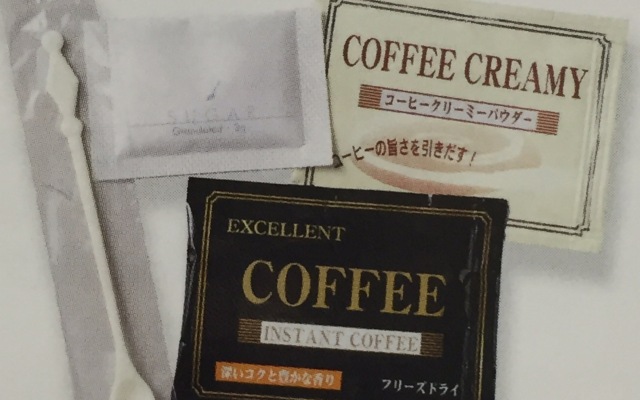 SUGAR
Granulated・3g
COFFEE CREAMY
コーヒークリーミーパウダー
ーヒーの旨さを引きだす!
EXCELLENT
COFFEE
INSTANT COFFEE
深いコクと豊かな香り
フリーズドライ